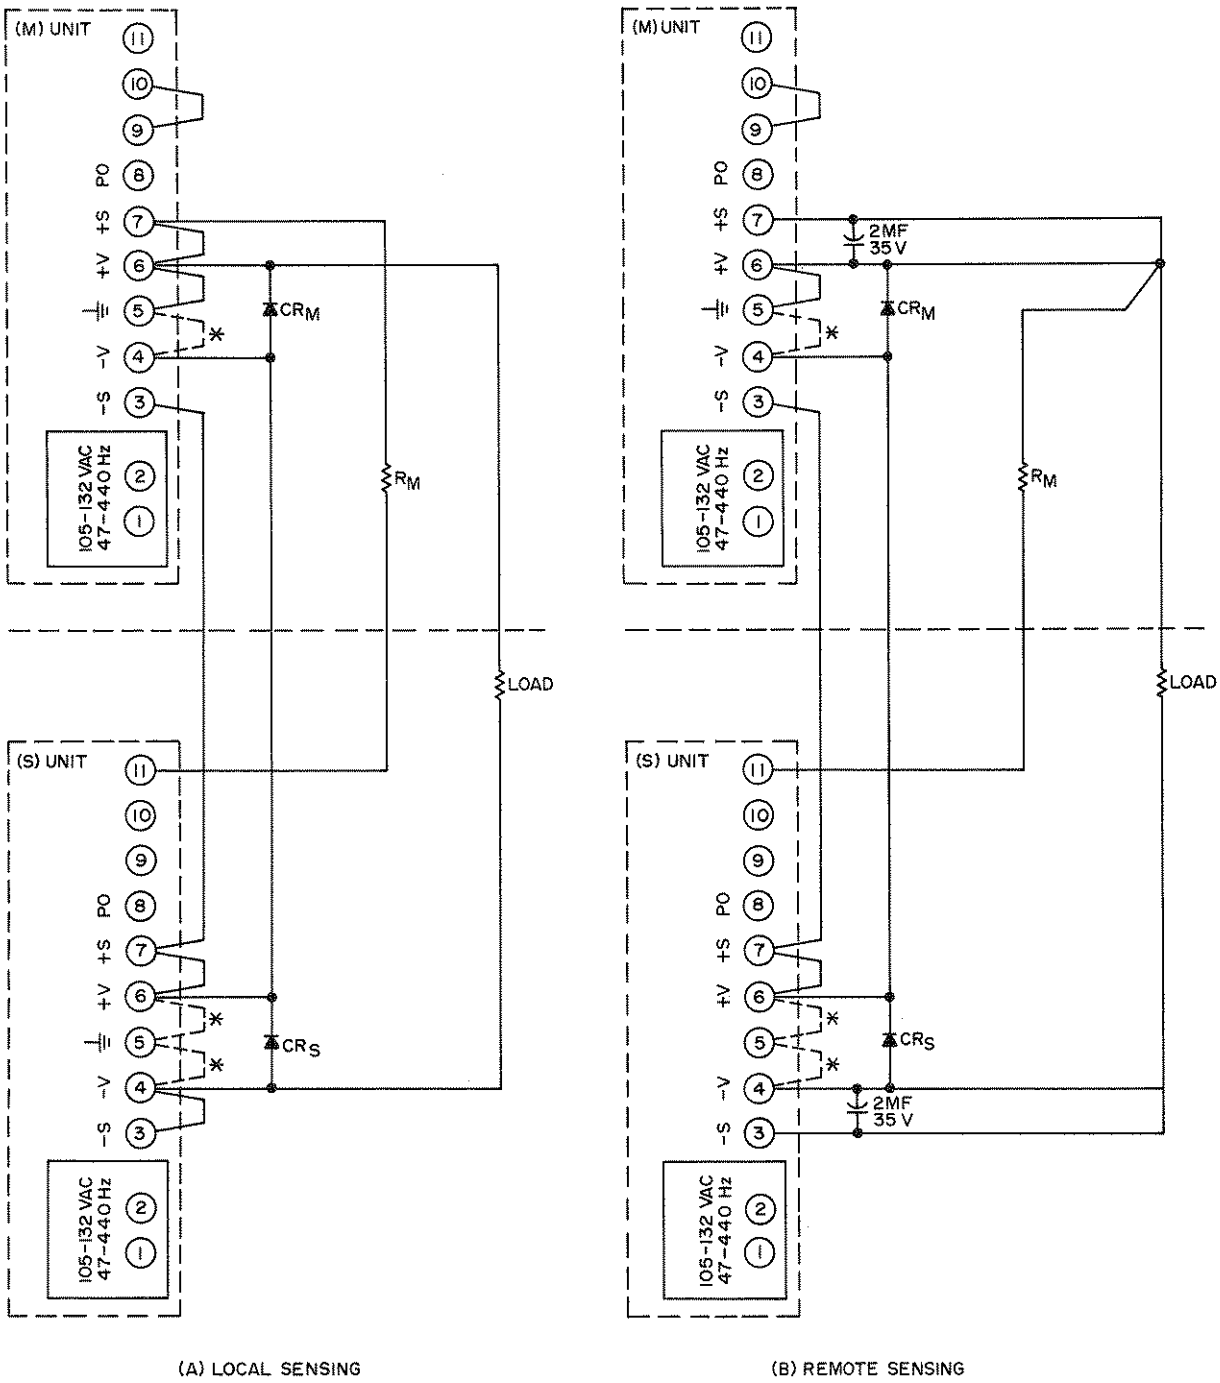 (M) UNIT
11
10
9
PO 8
+S 7
+V 6
5
*
-V 4
-S 3
105-132 VAC
47-440 Hz
2
1
CRM
RM
LOAD
(S) UNIT
11
10
9
PO 8
+S 7
+V 6
*
5
*
-V 4
-S 3
105-132 VAC
47-440 Hz
2
1
CRS
(A) LOCAL SENSING
(M) UNIT
11
10
9
PO 8
+S 7
2MF
35V
+V 6
5
*
-V 4
-S 3
105-132 VAC
47-440 Hz
2
1
CRM
RM
LOAD
(S) UNIT
11
10
9
PO 8
+S 7
+V 6
*
5
*
-V 4
2MF
35V
-S 3
105-132 VAC
47-440 Hz
2
1
CRS
(B) REMOTE SENSING